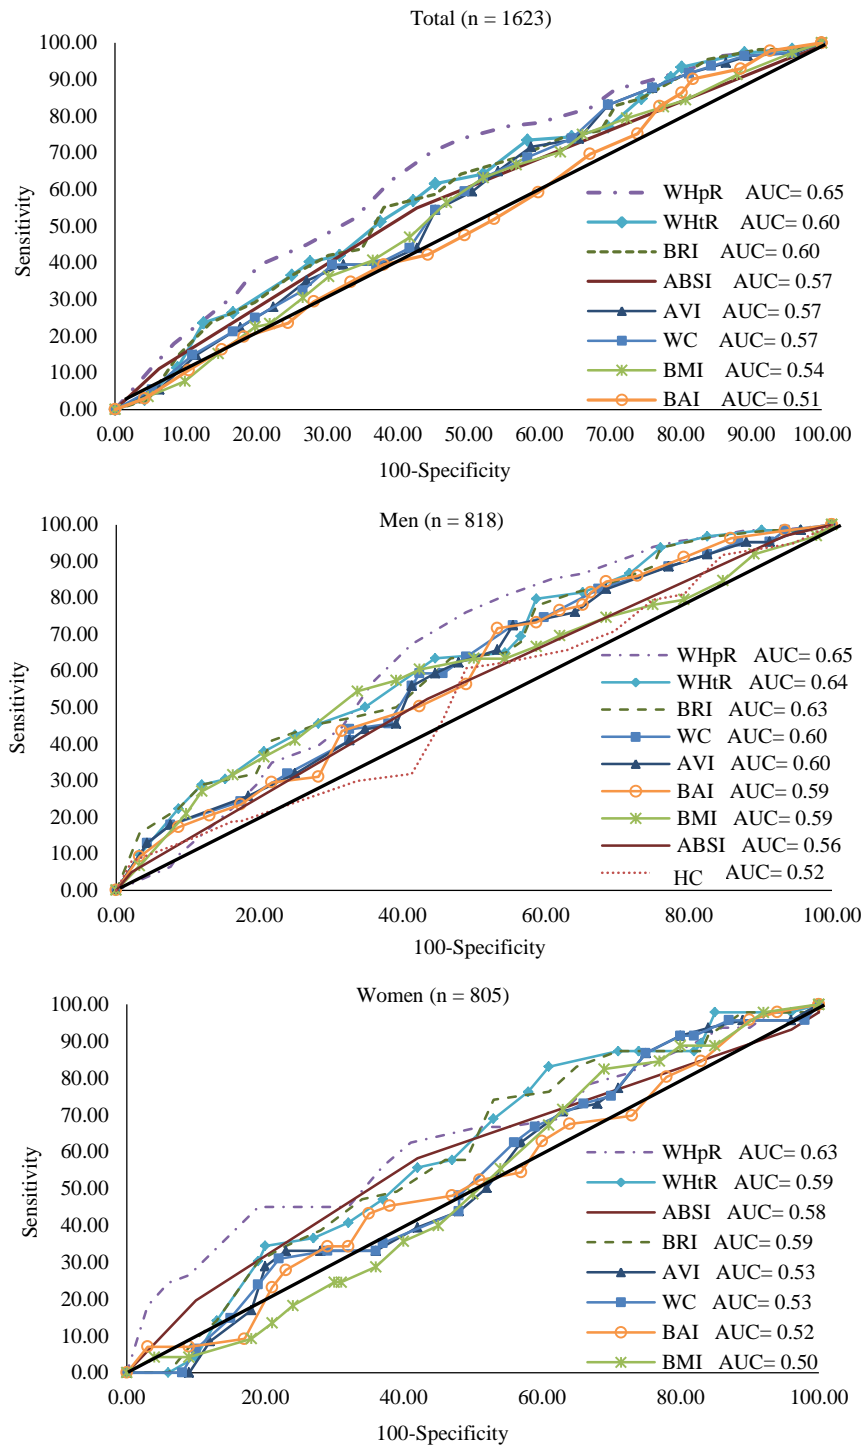 Total (n = 1623)
100.00
90.00
80.00
70.00
60.00
50.00
40.00
30.00
20.00
10.00
0.00
Sensitivity
WHpR AUC= 0.65
WHtR AUC= 0.60
BRI AUC= 0.60
ABSI AUC= 0.57
AVI AUC= 0.57
WC AUC= 0.57
BMI AUC= 0.54
BAI AUC= 0.51
0.00 10.00 20.00 30.00 40.00 50.00 60.00 70.00 80.00 90.00 100.00
100-Specificity
Men (n = 818)
100.00
90.00
80.00
70.00
60.00
50.00
40.00
30.00
20.00
10.00
0.00
Sensitivity
WHpR AUC= 0.65
WHtR AUC= 0.64
BRI AUC= 0.63
WC AUC= 0.60
AVI AUC= 0.60
BAI AUC= 0.59
BMI AUC= 0.59
ABSI AUC= 0.56
HC AUC= 0.52
0.00 20.00 40.00 60.00 80.00 100.00
100-Specificity
Women (n = 805)
100.00
90.00
80.00
70.00
60.00
50.00
40.00
30.00
20.00
10.00
0.00
Sensitivity
WHpR AUC= 0.63
WHtR AUC= 0.59
ABSI AUC= 0.58
BRI AUC= 0.59
AVI AUC= 0.53
WC AUC= 0.53
BAI AUC= 0.52
BMI AUC= 0.50
0.00 20.00 40.00 60.00 80.00 100.00
100-Specificity